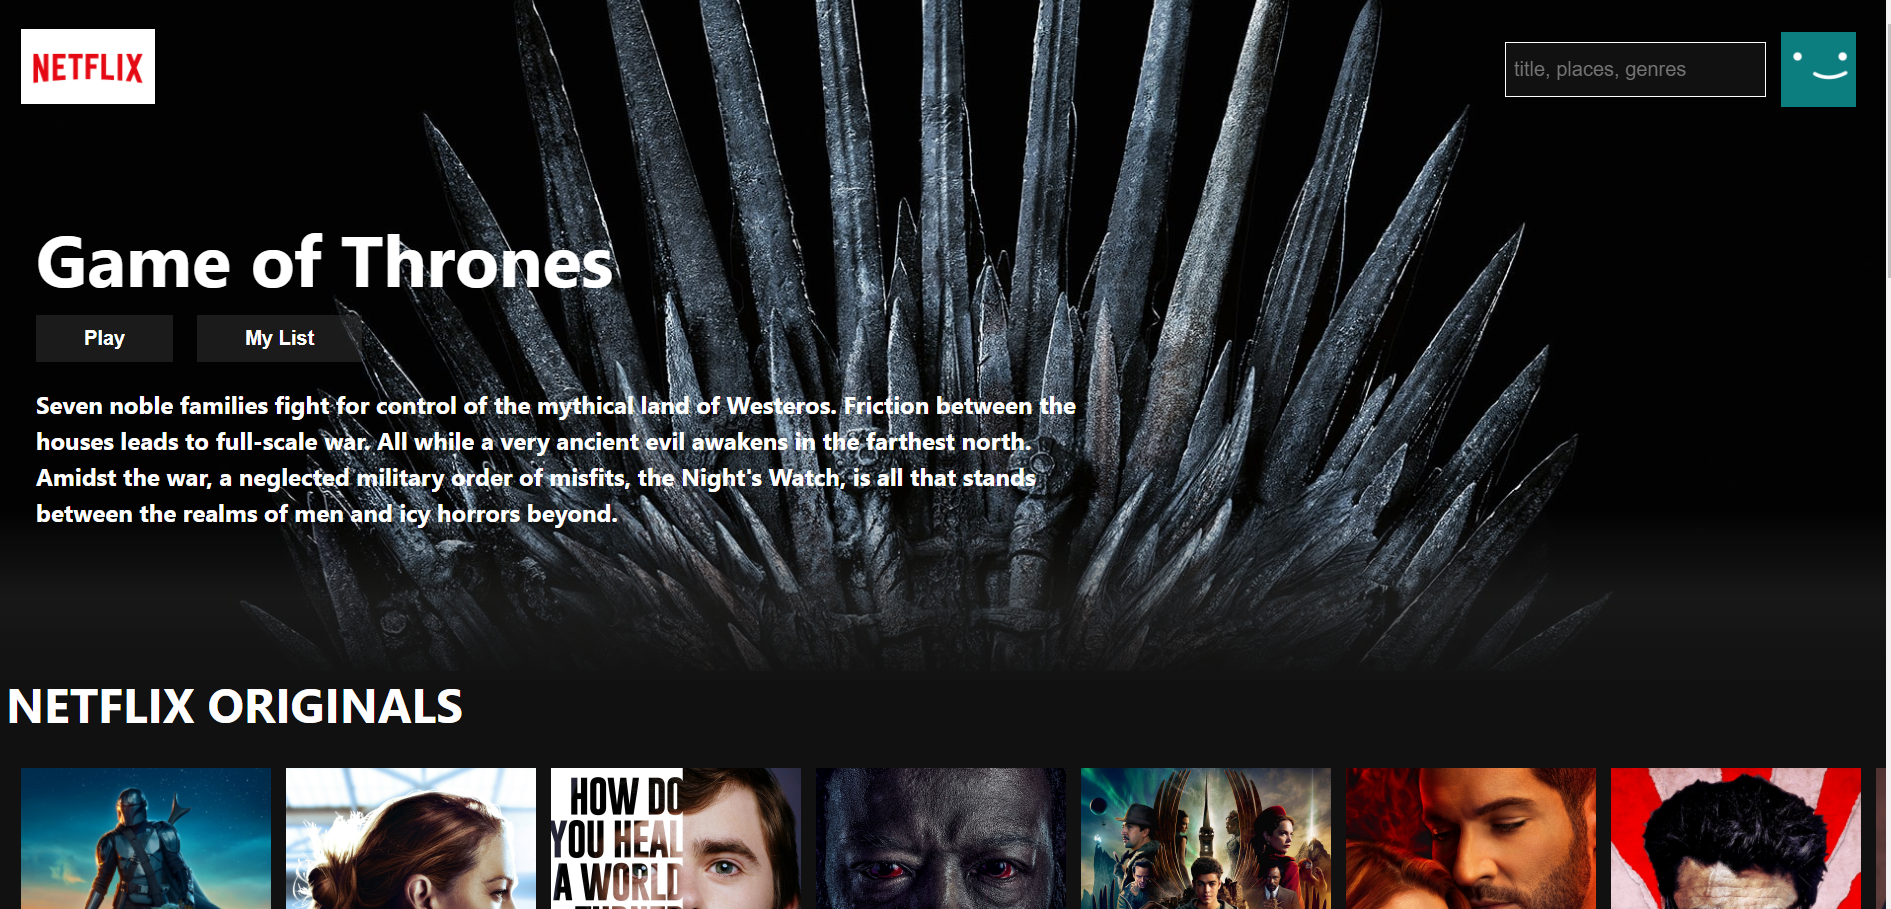 NETFLIX
title, places, genres
Game of Thrones
Play
My List
Seven noble families fight for control of the mythical land of Westeros. Friction between the
houses leads to full-scale war. All while a very ancient evil awakens in the farthest north.
Amidst the war, a neglected military order of misfits, the Night's Watch, is all that stands
between the realms of men and icy horrors beyond.
NETFLIX ORIGINALS
HOW DO
YOU HEAL
A WORLD